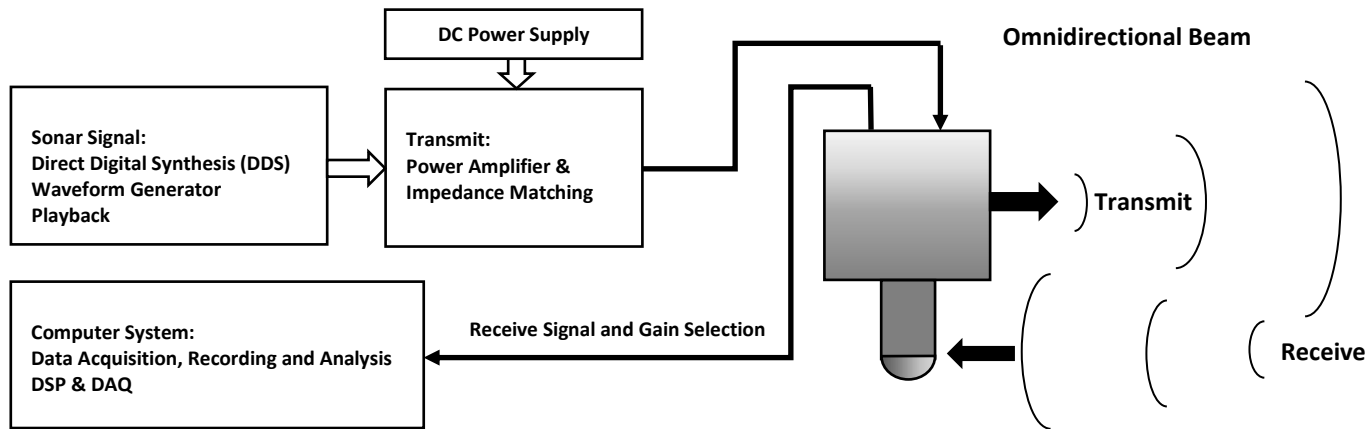 DC Power Supply
Omnidirectional Beam
Sonar Signal:
Direct Digital Synthesis (DDS)
Waveform Generator
Playback
Transmit:
Power Amplifier &
Impedance Matching
Transmit
Computer System:
Data Acquisition, Recording and Analysis
DSP & DAQ
Receive Signal and Gain Selection
Receive